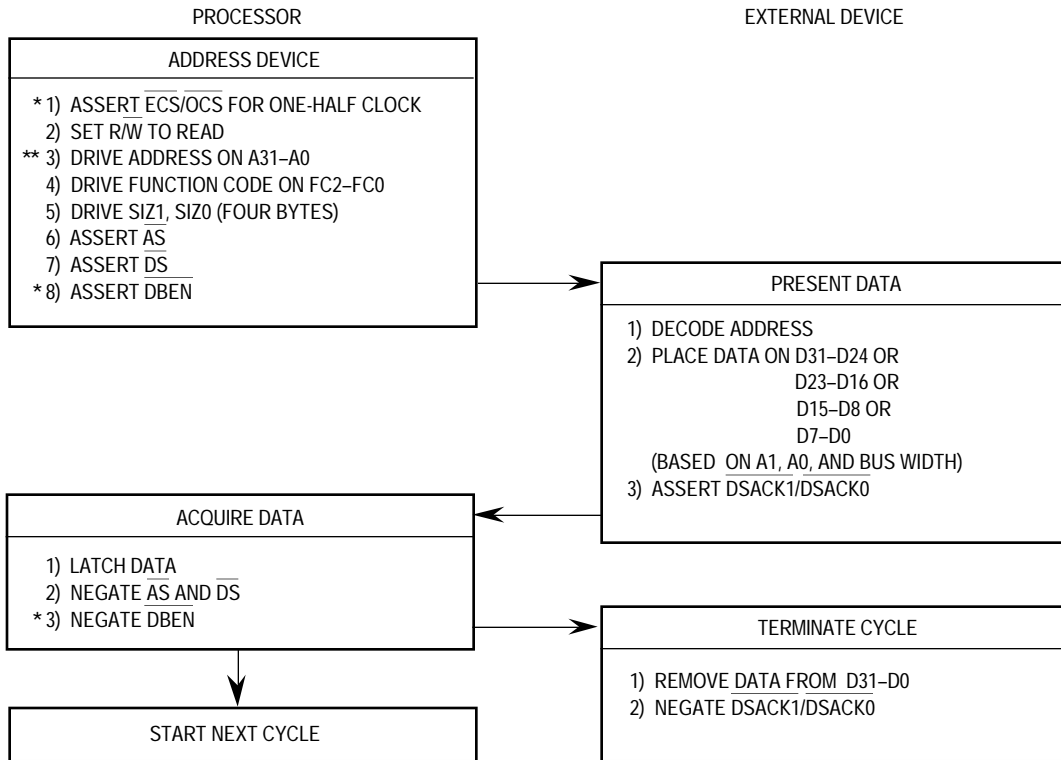 PROCESSOR
EXTERNAL DEVICE
ADDRESS DEVICE
* 1) ASSERT ECS/OCS FOR ONE-HALF CLOCK
2) SET R/W TO READ
** 3) DRIVE ADDRESS ON A31–A0
4) DRIVE FUNCTION CODE ON FC2–FC0
5) DRIVE SIZ1, SIZ0 (FOUR BYTES)
6) ASSERT AS
7) ASSERT DS
* 8) ASSERT DBEN
PRESENT DATA
1) DECODE ADDRESS
2) PLACE DATA ON D31–D24 OR
D23–D16 OR
D15–D8 OR
D7–D0
(BASED ON A1, A0, AND BUS WIDTH)
3) ASSERT DSACK1/DSACK0
ACQUIRE DATA
1) LATCH DATA
2) NEGATE AS AND DS
* 3) NEGATE DBEN
TERMINATE CYCLE
1) REMOVE DATA FROM D31–D0
2) NEGATE DSACK1/DSACK0
START NEXT CYCLE